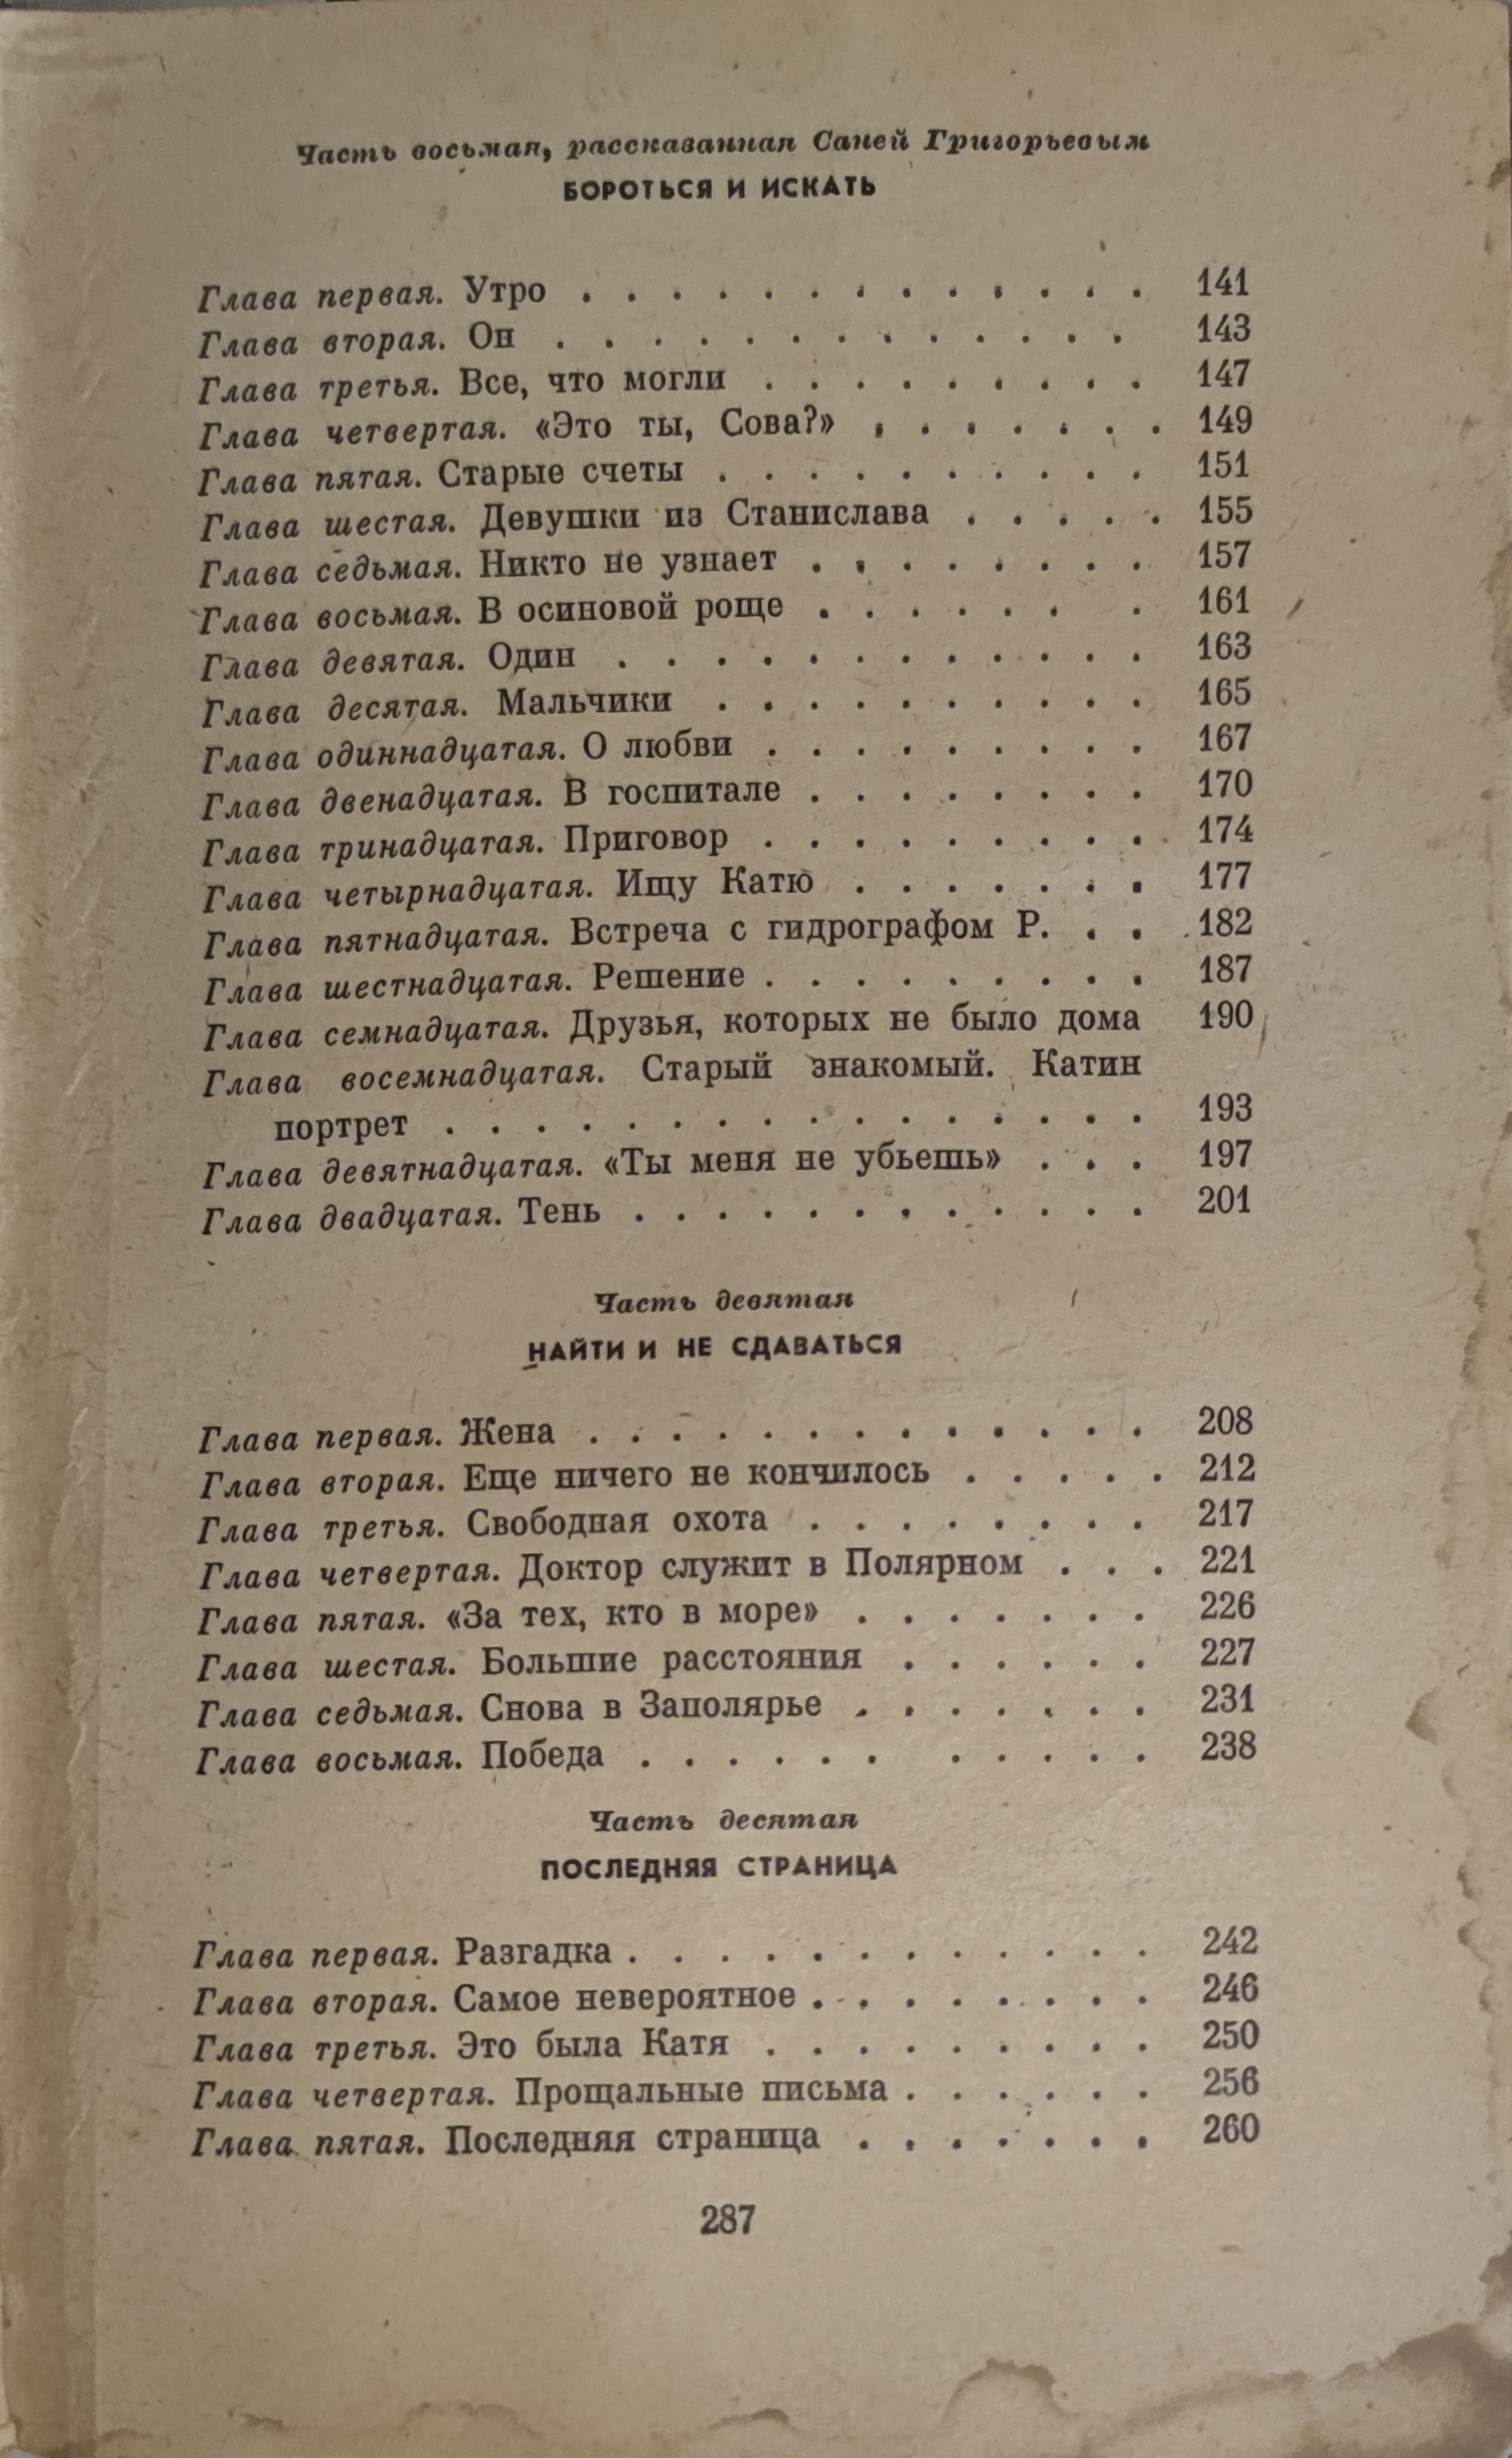 Часть восьмая, рассказанная Саней Григорьевым
БОРОТЬСЯ И ИСКАТЬ
Глава первая. Утро . . . . . . . . . . . . . 141
Глава вторая. Он . . . . . . . . . . . . . 143
Глава третья. Все, что могли . . . . . . . . . 147
Глава четвертая. «Это ты, Сова?» . . . . . . . 149
Глава пятая. Старые счеты . . . . . . . . . . 151
Глава шестая. Девушки из Станислава . . . . . 155
Глава седьмая. Никто не узнает . . . . . . . . 157
Глава восьмая. В осиновой роще . . . . . . . 161
Глава девятая. Один . . . . . . . . . . . . 163
Глава десятая. Мальчики . . . . . . . . . . 165
Глава одиннадцатая. О любви . . . . . . . . . 167
Глава двенадцатая. В госпитале . . . . . . . . 170
Глава тринадцатая. Приговор . . . . . . . . . 174
Глава четырнадцатая. Ищу Катю . . . . . . . 177
Глава пятнадцатая. Встреча с гидрографом Р. . . 182
Глава шестнадцатая. Решение . . . . . . . . . 187
Глава семнадцатая. Друзья, которых не было дома 190
Глава восемнадцатая. Старый знакомый. Катин
портрет . . . . . . . . . . . . . . . . 193
Глава девятнадцатая. «Ты меня не убьешь» . . . 197
Глава двадцатая. Тень . . . . . . . . . . . . 201
Часть девятая
НАЙТИ И НЕ СДАВАТЬСЯ
Глава первая. Жена . . . . . . . . . . . . . 208
Глава вторая. Еще ничего не кончилось . . . . . 212
Глава третья. Свободная охота . . . . . . . . 217
Глава четвертая. Доктор служит в Полярном . . . 221
Глава пятая. «За тех, кто в море» . . . . . . . 226
Глава шестая. Большие расстояния . . . . . . 227
Глава седьмая. Снова в Заполярье . . . . . . . 231
Глава восьмая. Победа . . . . . . . . . . . 238
Часть десятая
ПОСЛЕДНЯЯ СТРАНИЦА
Глава первая. Разгадка . . . . . . . . . . . . 242
Глава вторая. Самое невероятное . . . . . . . . 246
Глава третья. Это была Катя . . . . . . . . . 250
Глава четвертая. Прощальные письма . . . . . . 256
Глава пятая. Последняя страница . . . . . . . 260
287